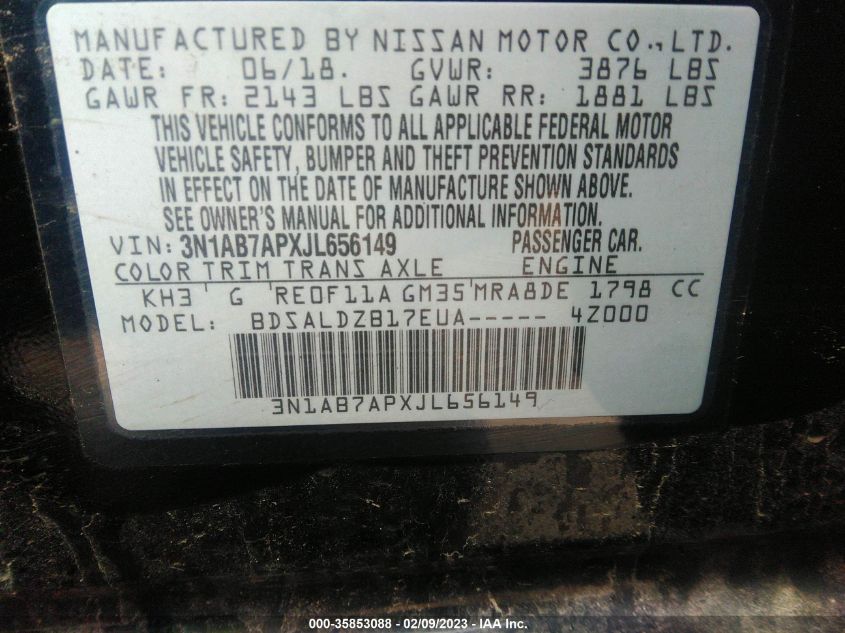 MANUFACTURED BY NISSAN MOTOR CO., LTD.
DATE: 06/18. GVWR: 3876 LBS
GAWR FR: 2143 LBS GAWR RR: 1881 LBS
THIS VEHICLE CONFORMS TO ALL APPLICABLE FEDERAL MOTOR
VEHICLE SAFETY, BUMPER AND THEFT PREVENTION STANDARDS
IN EFFECT ON THE DATE OF MANUFACTURE SHOWN ABOVE.
SEE OWNER'S MANUAL FOR ADDITIONAL INFORMATION.
VIN: 3N1AB7APXJL656149 PASSENGER CAR.
COLOR TRIM TRANS AXLE ENGINE
KH3 ' G ' RE0F11A GM35 ' MRA8DE 1798 CC
MODEL: BDSALDZB17EUA----- 4Z000
3N1AB7APXJL656149
000-35853088 - 02/09/2023 - IAA Inc.